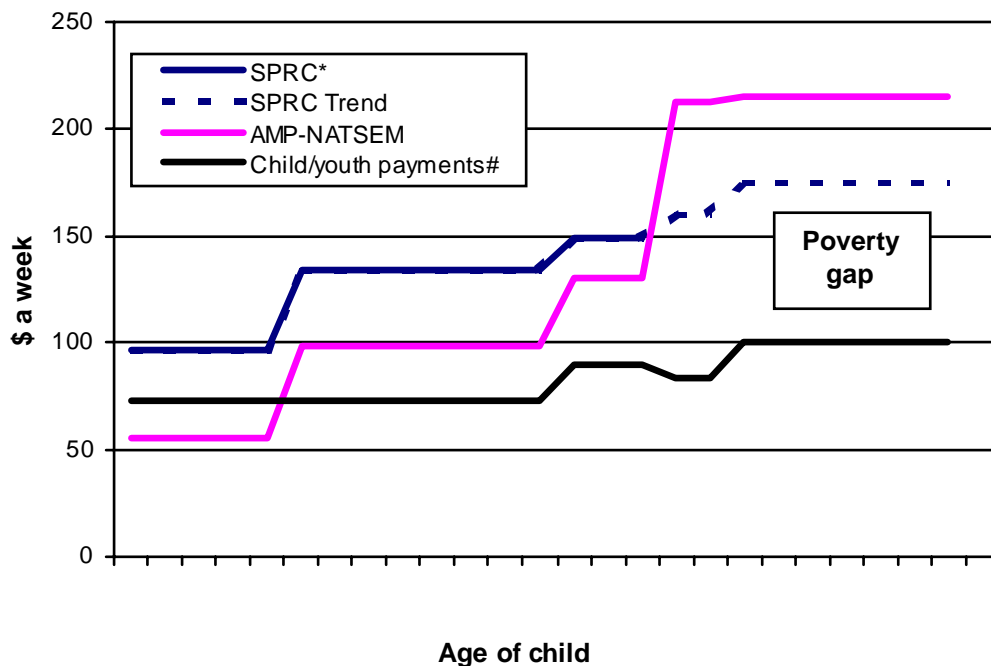 250
200
150
100
50
0
$ a week
SPRC*
SPRC Trend
AMP-NATSEM
Child/youth payments#
Poverty
gap
Age of child